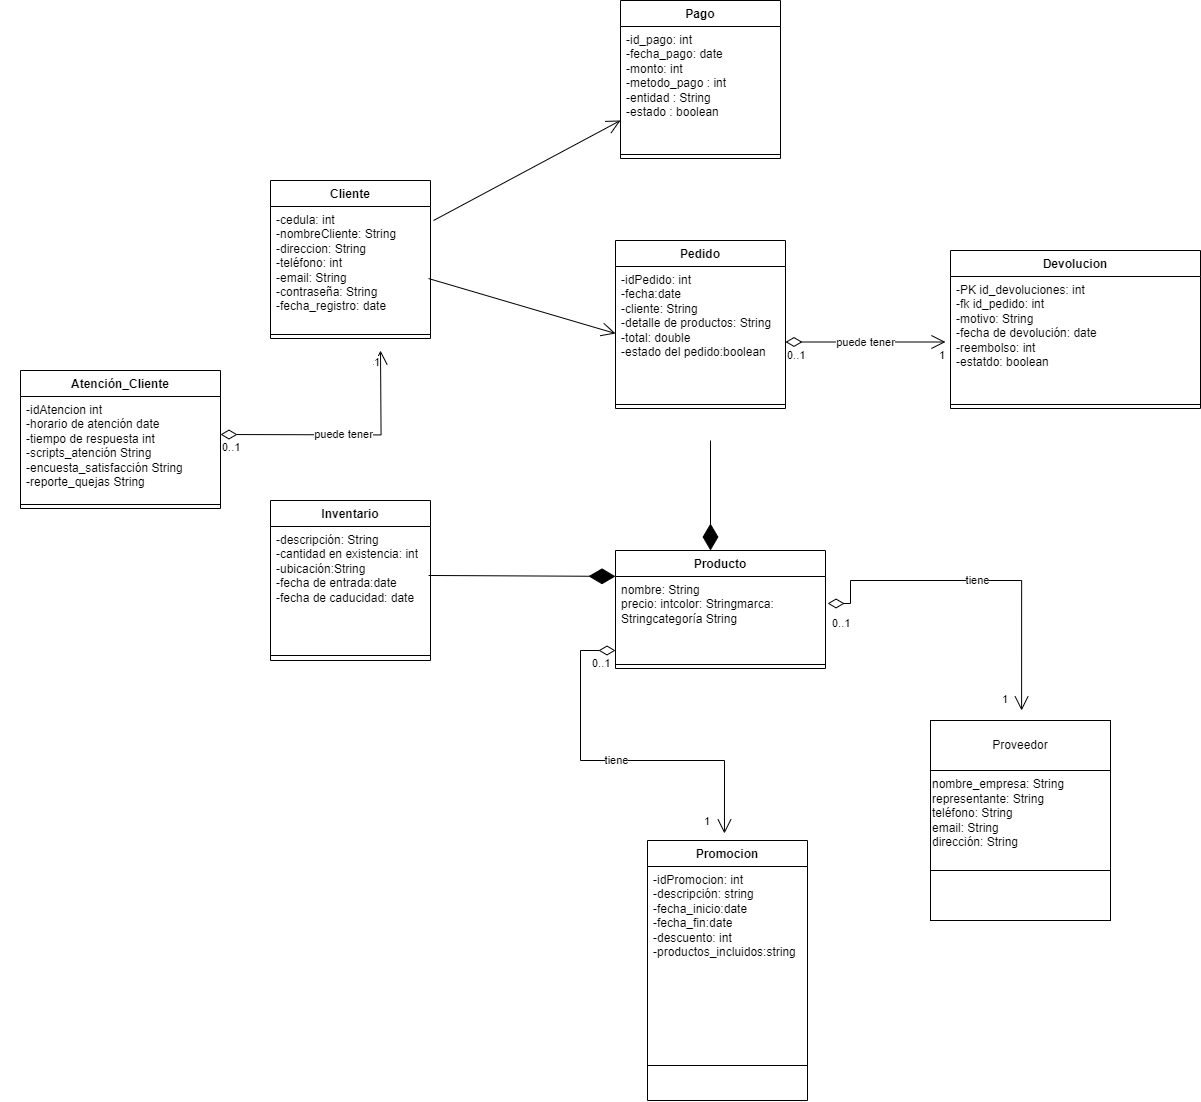 Pago
-id_pago: int
-fecha_pago: date
-monto: int
-metodo_pago : int
-entidad : String
-estado : boolean
Cliente
-cedula: int
-nombreCliente: String
-direccion: String
-teléfono: int
-email: String
-contraseña: String
-fecha_registro: date
Pedido
-idPedido: int
-fecha:date
-cliente: String
-detalle de productos: String
-total: double
-estado del pedido:boolean
0..1
puede tener
1
Devolucion
-PK id_devoluciones: int
-fk id_pedido: int
-motivo: String
-fecha de devolución: date
-reembolso: int
-estatdo: boolean
1
Atención_Cliente
-idAtencion int
-horario de atención date
-tiempo de respuesta int
-scripts_atención String
-encuesta_satisfacción String
-reporte_quejas String
0..1
puede tener
Inventario
-descripción: String
-cantidad en existencia: int
-ubicación:String
-fecha de entrada:date
-fecha de caducidad: date
Producto
nombre: String
precio: intcolor: Stringmarca:
Stringcategoría String
tiene
0..1
0..1
1
Proveedor
nombre_empresa: String
representante: String
teléfono: String
email: String
dirección: String
tiene
1
Promocion
-idPromocion: int
-descripción: string
-fecha_inicio:date
-fecha_fin:date
-descuento: int
-productos_incluidos:string